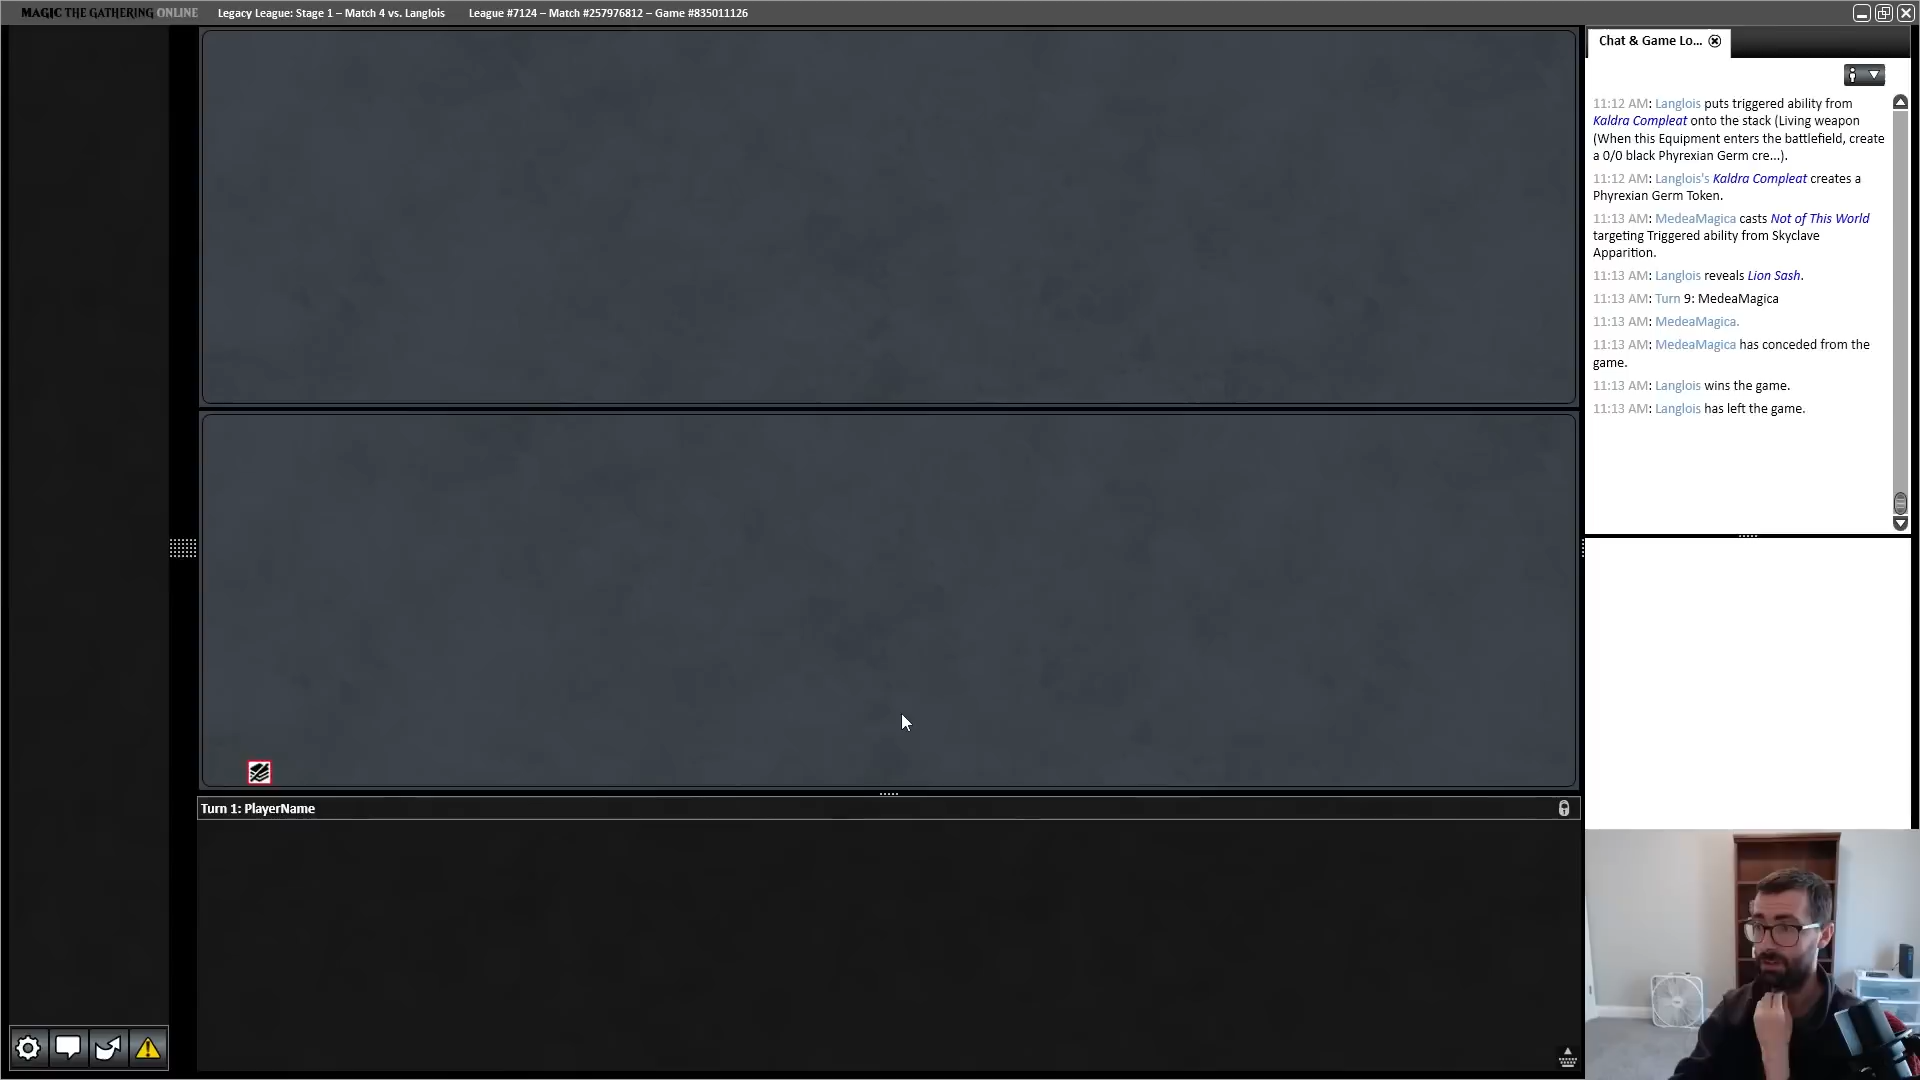 MAGIC THE GATHERING ONLINE
Legacy League: Stage 1 – Match 4 vs. Langlois
League #7124 – Match #257976812 – Game #835011126
Chat & Game Lo...
11:12 AM: Langlois puts triggered ability from
Kaldra Compleat onto the stack (Living weapon
(When this Equipment enters the battlefield, create
a 0/0 black Phyrexian Germ cre...).
11:12 AM: Langlois's Kaldra Compleat creates a
Phyrexian Germ Token.
11:13 AM: MedeaMagica casts Not of This World
targeting Triggered ability from Skyclave
Apparition.
11:13 AM: Langlois reveals Lion Sash.
11:13 AM: Turn 9: MedeaMagica
11:13 AM: MedeaMagica.
11:13 AM: MedeaMagica has conceded from the
game.
11:13 AM: Langlois wins the game.
11:13 AM: Langlois has left the game.
Turn 1: PlayerName